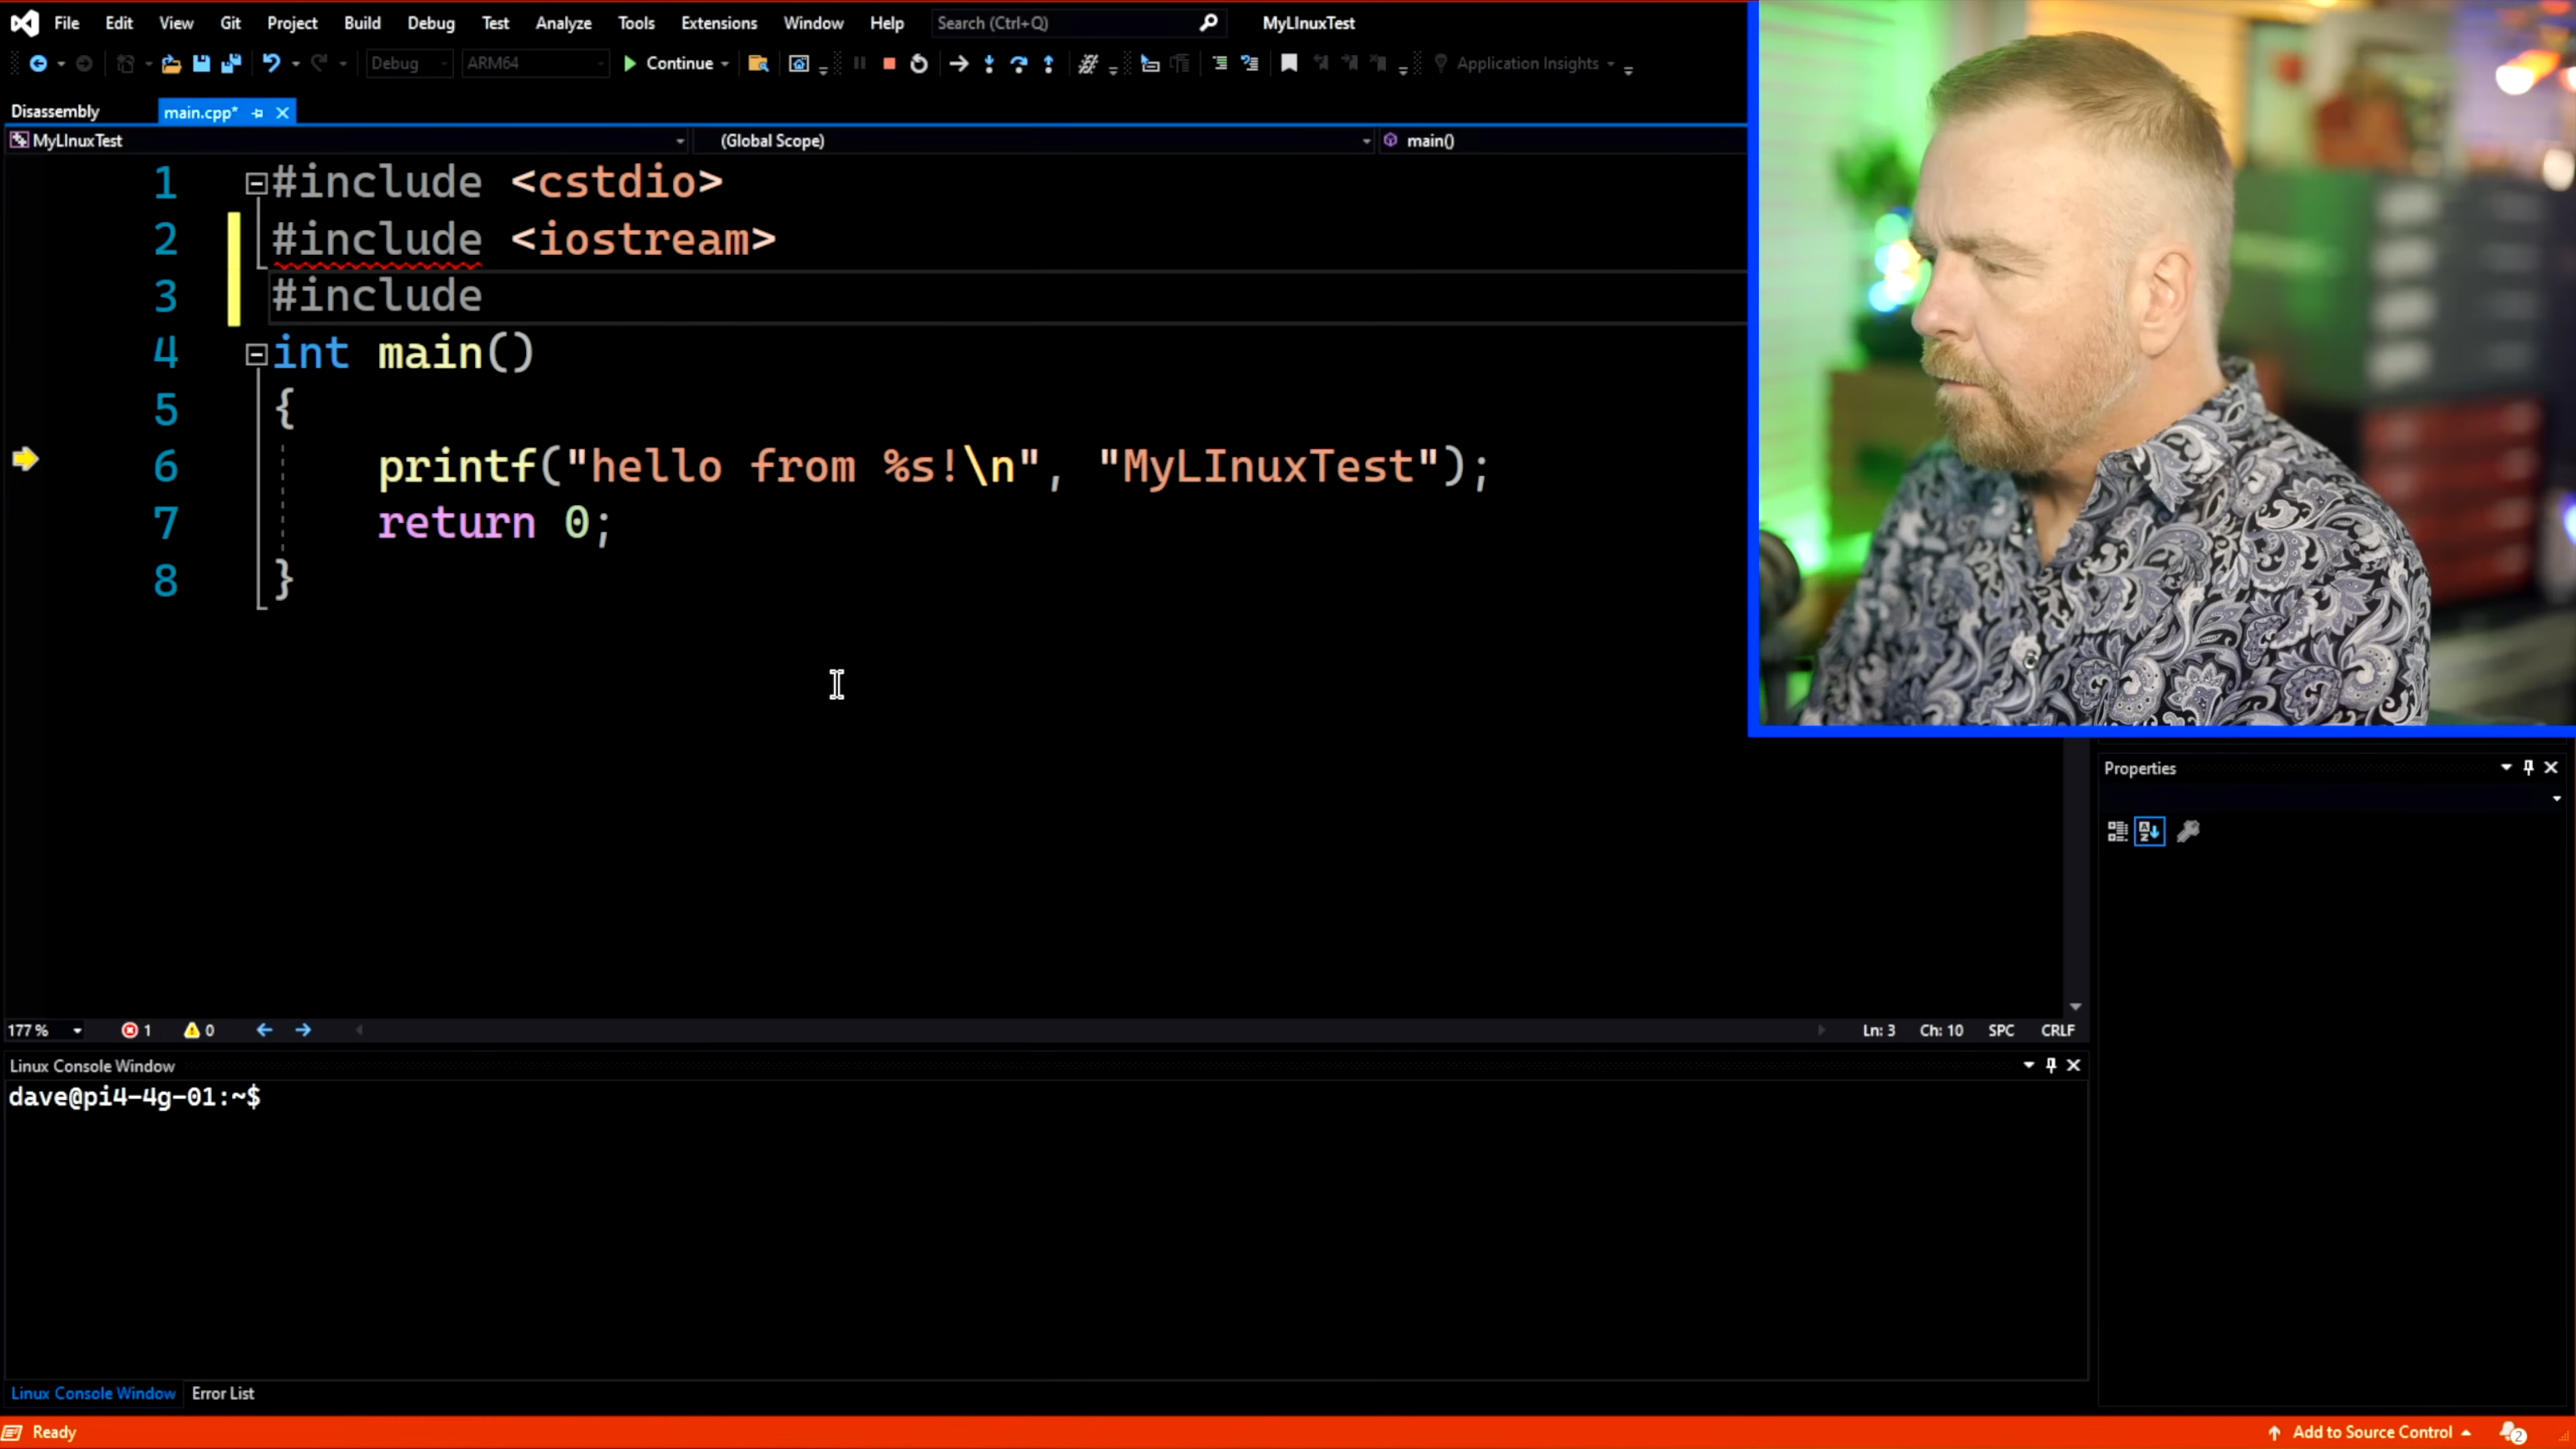 File Edit View Git Project Build Debug Test Analyze Tools Extensions Window Help Search (Ctrl+Q) MyLInuxTest
Debug ARM64 Continue Application Insights
Disassembly main.cpp*
MyLInuxTest (Global Scope) main()
1 #include <cstdio>
2 #include <iostream>
3 #include
4 int main()
5 {
6 printf("hello from %s!\n", "MyLInuxTest");
7 return 0;
8 }
Properties
177 % 1 0 Ln: 3 Ch: 10 SPC CRLF
Linux Console Window
dave@pi4-4g-01:~$
Linux Console Window Error List
Ready Add to Source Control 2